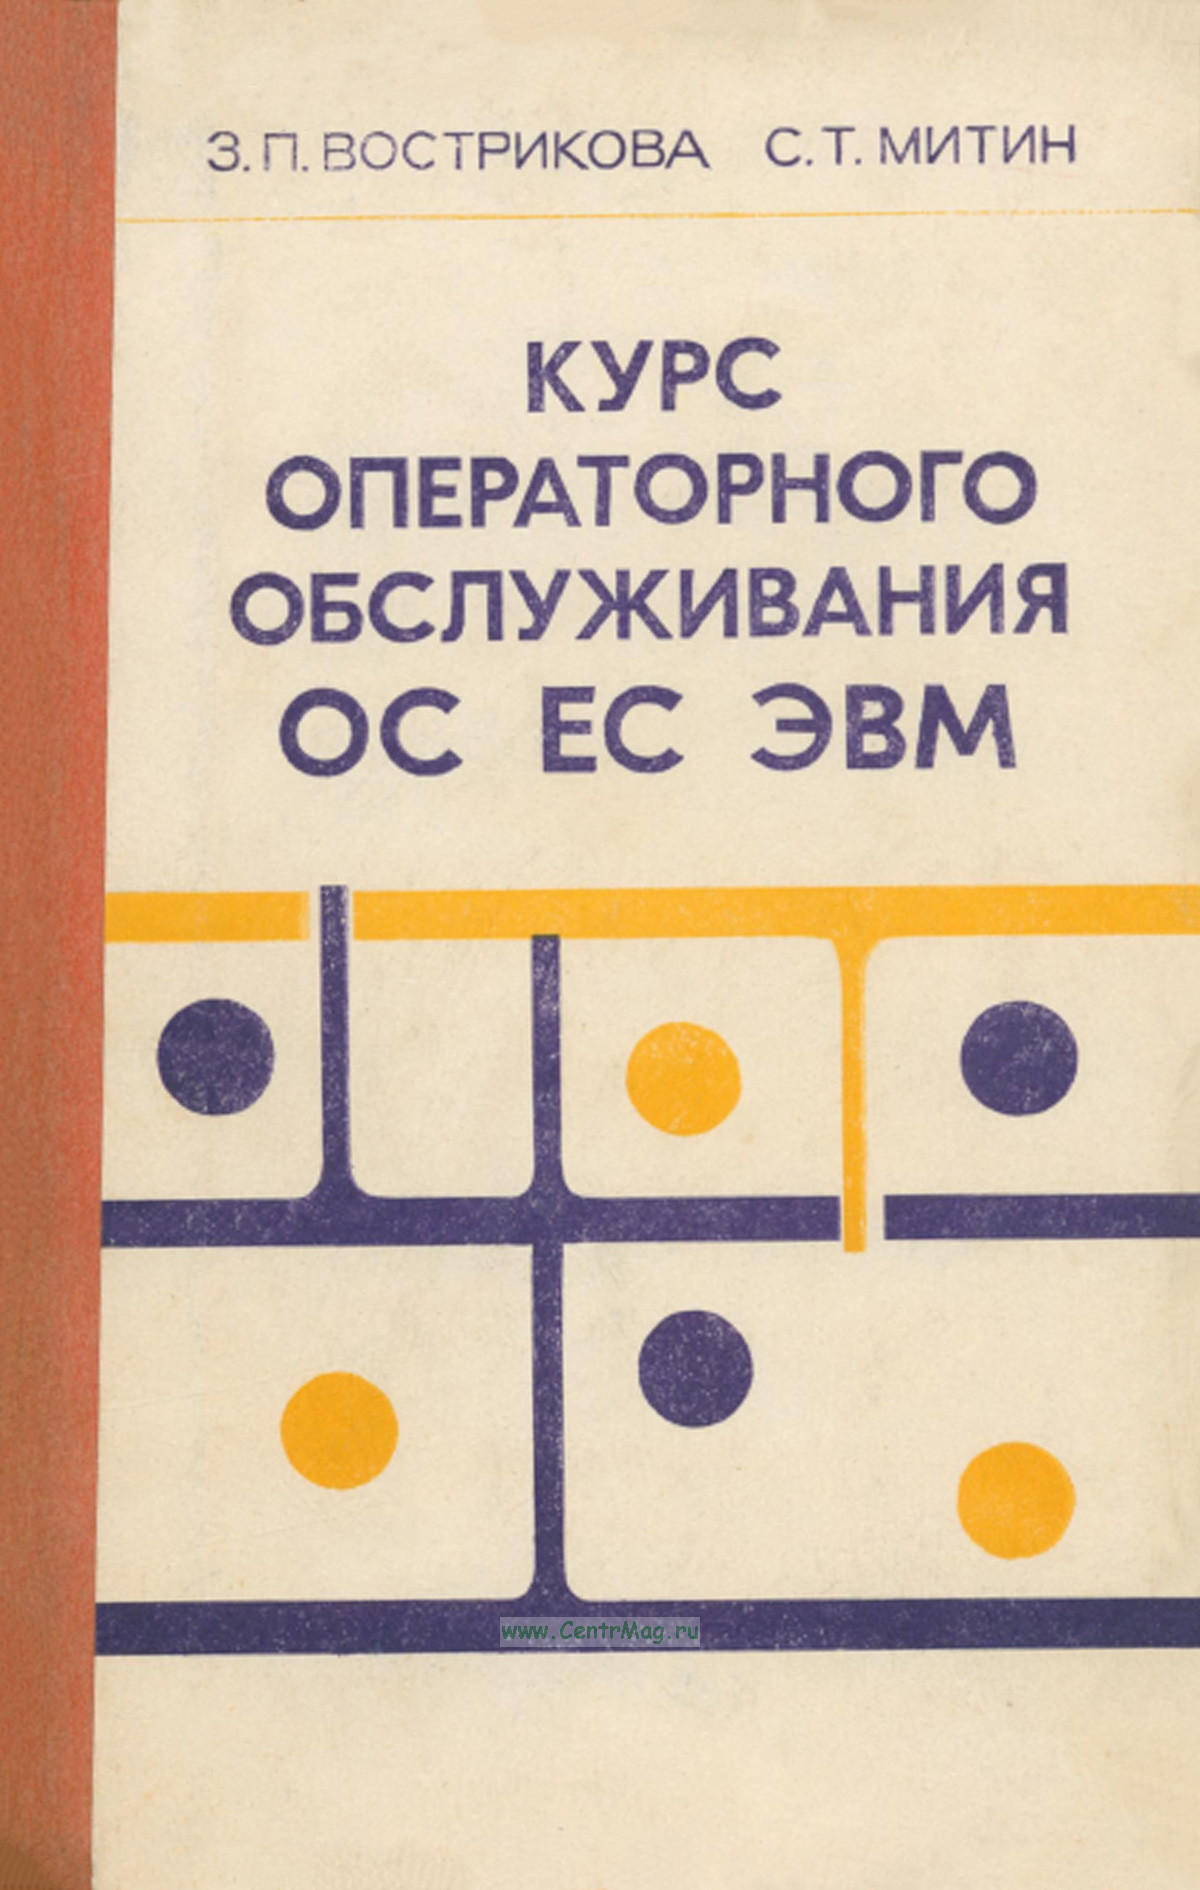 З. П. ВОСТРИКОВА С. Т. МИТИН
КУРС
ОПЕРАТОРНОГО
ОБСЛУЖИВАНИЯ
ОС ЕС ЭВМ
www.CentrMag.ru